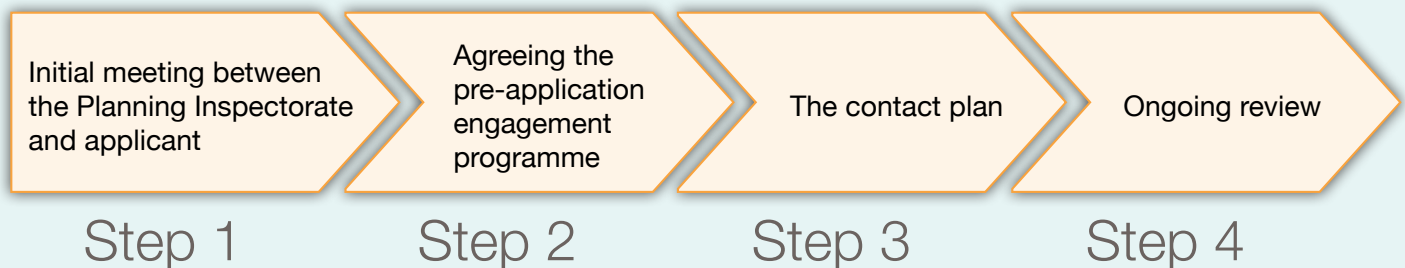 Initial meeting between
the Planning Inspectorate
and applicant
Agreeing the
pre-application
engagement
programme
The contact plan
Ongoing review
Step 1
Step 2
Step 3
Step 4